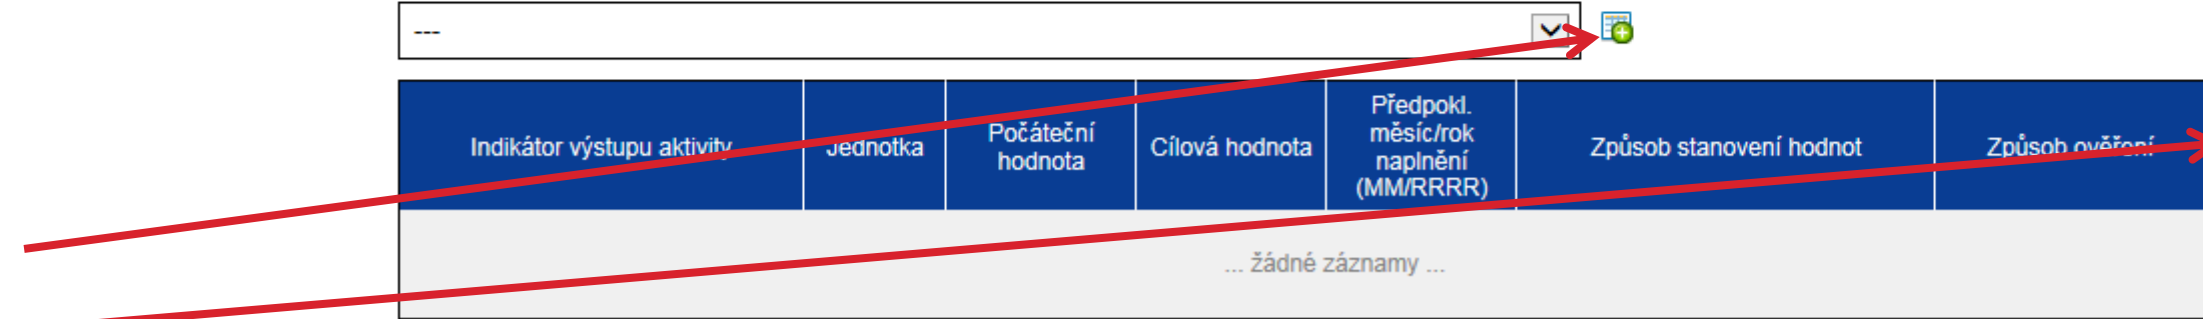 ---
Indikátor výstupu aktivity
Jednotka
Počáteční
hodnota
Cílová hodnota
Předpokl.
měsíc/rok
naplnění
(MM/RRRR)
Způsob stanovení hodnot
Způsob ověření
... žádné záznamy ...